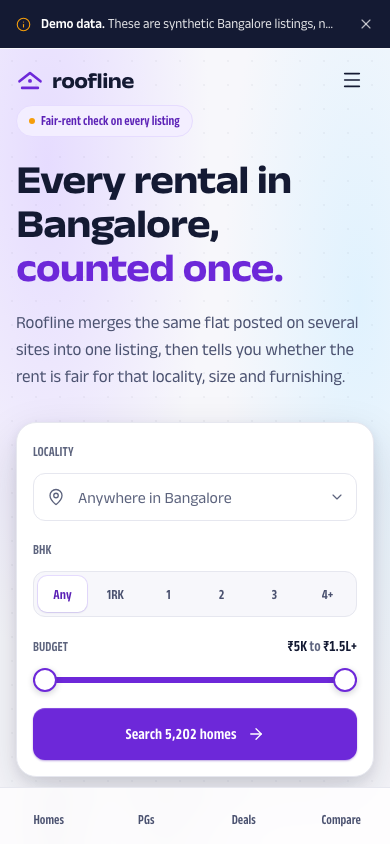 Demo data. These are synthetic Bangalore listings, n...
roofline
Fair-rent check on every listing
Every rental in
Bangalore,
counted once.
Roofline merges the same flat posted on several
sites into one listing, then tells you whether the
rent is fair for that locality, size and furnishing.
LOCALITY
Anywhere in Bangalore
BHK
Any 1RK 1 2 3 4+
BUDGET ₹5K to ₹1.5L+
Search 5,202 homes
Homes PGs Deals Compare